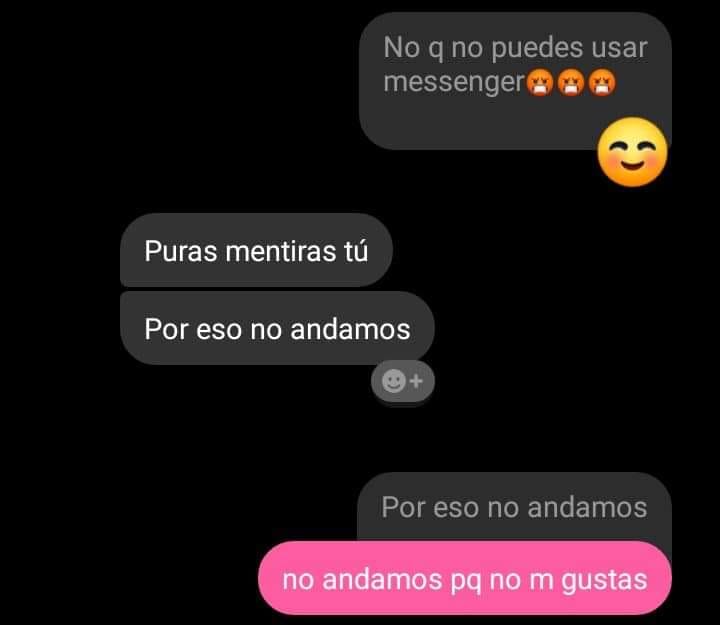 No q no puedes usar
messenger😡😡😡
😊
Puras mentiras tú
Por eso no andamos
Por eso no andamos
no andamos pq no m gustas